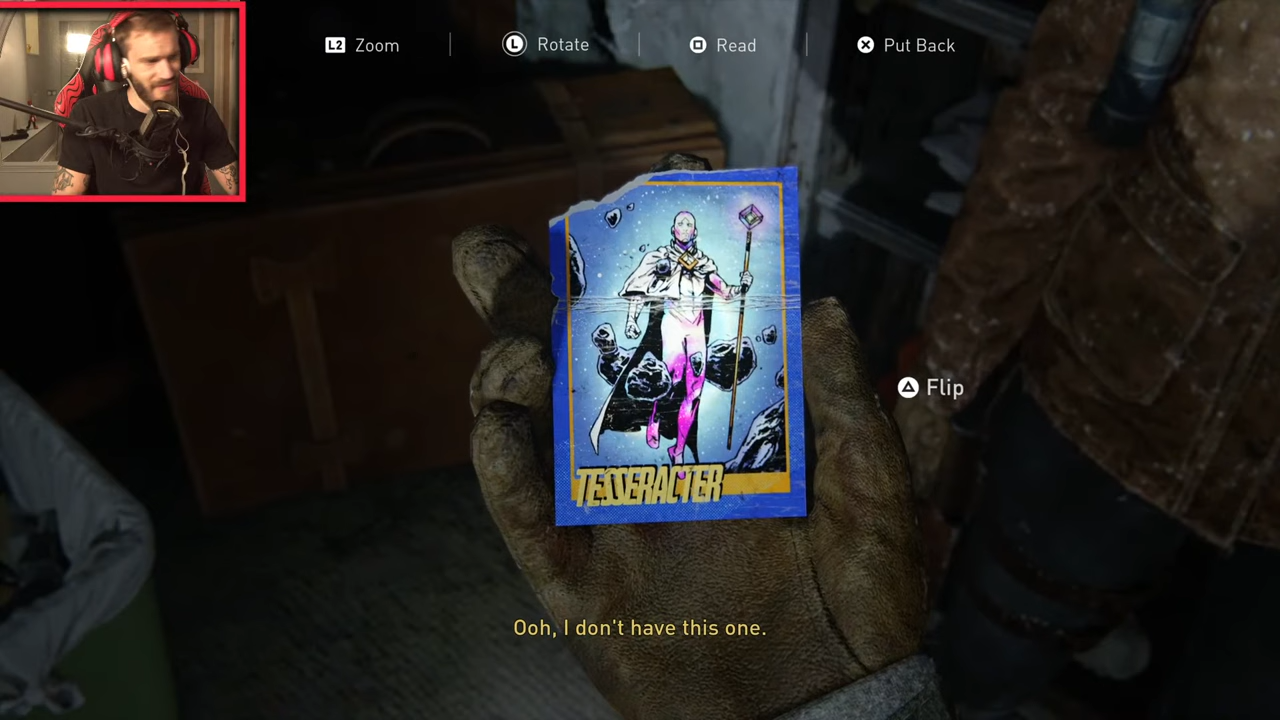 L2 Zoom
L Rotate
Read
Put Back
Flip
TESSERACTER
Ooh, I don't have this one.